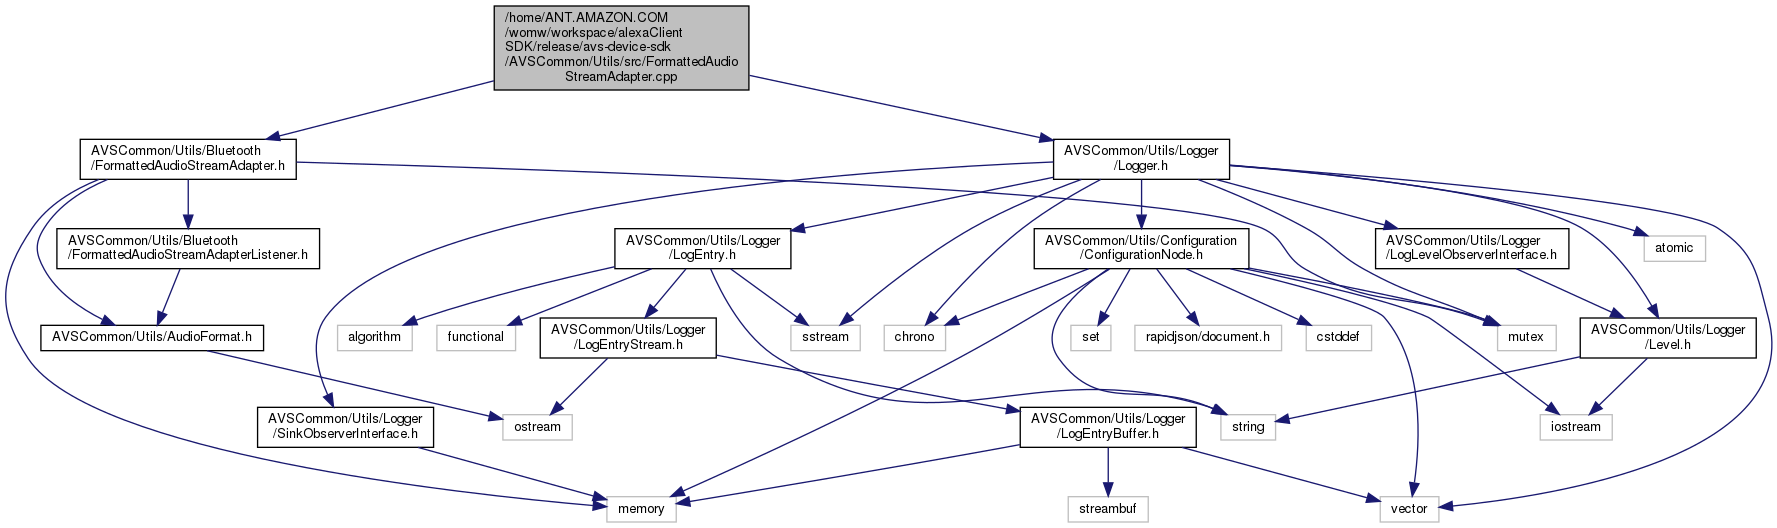 /home/ANT.AMAZON.COM
/womw/workspace/alexaClient
SDK/release/avs-device-sdk
/AVSCommon/Utils/src/FormattedAudio
StreamAdapter.cpp
AVSCommon/Utils/Bluetooth
/FormattedAudioStreamAdapter.h
AVSCommon/Utils/Logger
/Logger.h
AVSCommon/Utils/Bluetooth
/FormattedAudioStreamAdapterListener.h
AVSCommon/Utils/Logger
/LogEntry.h
AVSCommon/Utils/Configuration
/ConfigurationNode.h
AVSCommon/Utils/Logger
/LogLevelObserverInterface.h
atomic
AVSCommon/Utils/AudioFormat.h
algorithm
functional
AVSCommon/Utils/Logger
/LogEntryStream.h
sstream
chrono
set
rapidjson/document.h
cstddef
mutex
AVSCommon/Utils/Logger
/Level.h
AVSCommon/Utils/Logger
/SinkObserverInterface.h
ostream
AVSCommon/Utils/Logger
/LogEntryBuffer.h
string
iostream
memory
streambuf
vector